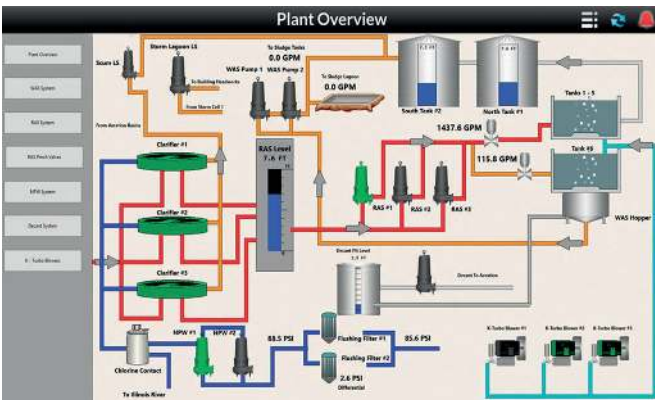 Plant Overview
Plant Overview
WAS System
RAS System
RAS Pinch Valves
NPW System
Decant System
K - Turbo Blowers
Scum LS
Storm Lagoon LS
To Building Headworks
From Storm Cell 1
From Aeration Basins
WAS Pump 1
WAS Pump 2
To Sludge Tanks
0.0 GPM
To Sludge Lagoon
0.0 GPM
South Tank #2
North Tank #1
Tanks 1 - 5
1437.6 GPM
Tank #6
115.8 GPM
WAS Hopper
Clarifier #1
Clarifier #2
Clarifier #3
RAS Level
7.6 FT
RAS #1
RAS #2
RAS #3
Decant Pit Level
Decant To Aeration
NPW #1
NPW #2
88.5 PSI
Flushing Filter #1
Flushing Filter #2
85.6 PSI
2.6 PSI
Differential
Chlorine Contact
To Illinois River
K-Turbo Blower #1
K-Turbo Blower #2
K-Turbo Blower #3